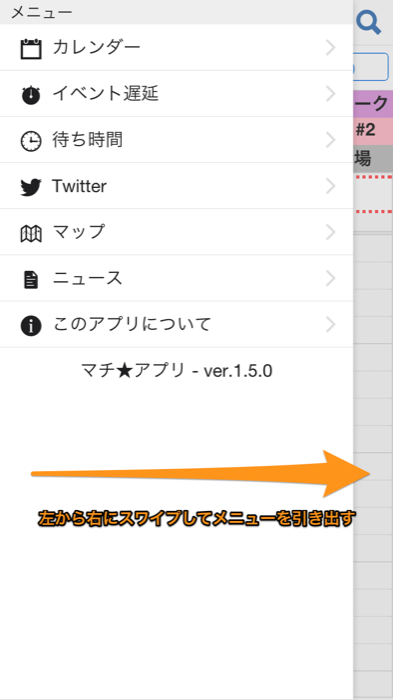 メニュー
カレンダー
イベント遅延
待ち時間
Twitter
マップ
ニュース
このアプリについて
マチ★アプリ - ver.1.5.0
左から右にスワイプしてメニューを引き出す
ーク
#2
場